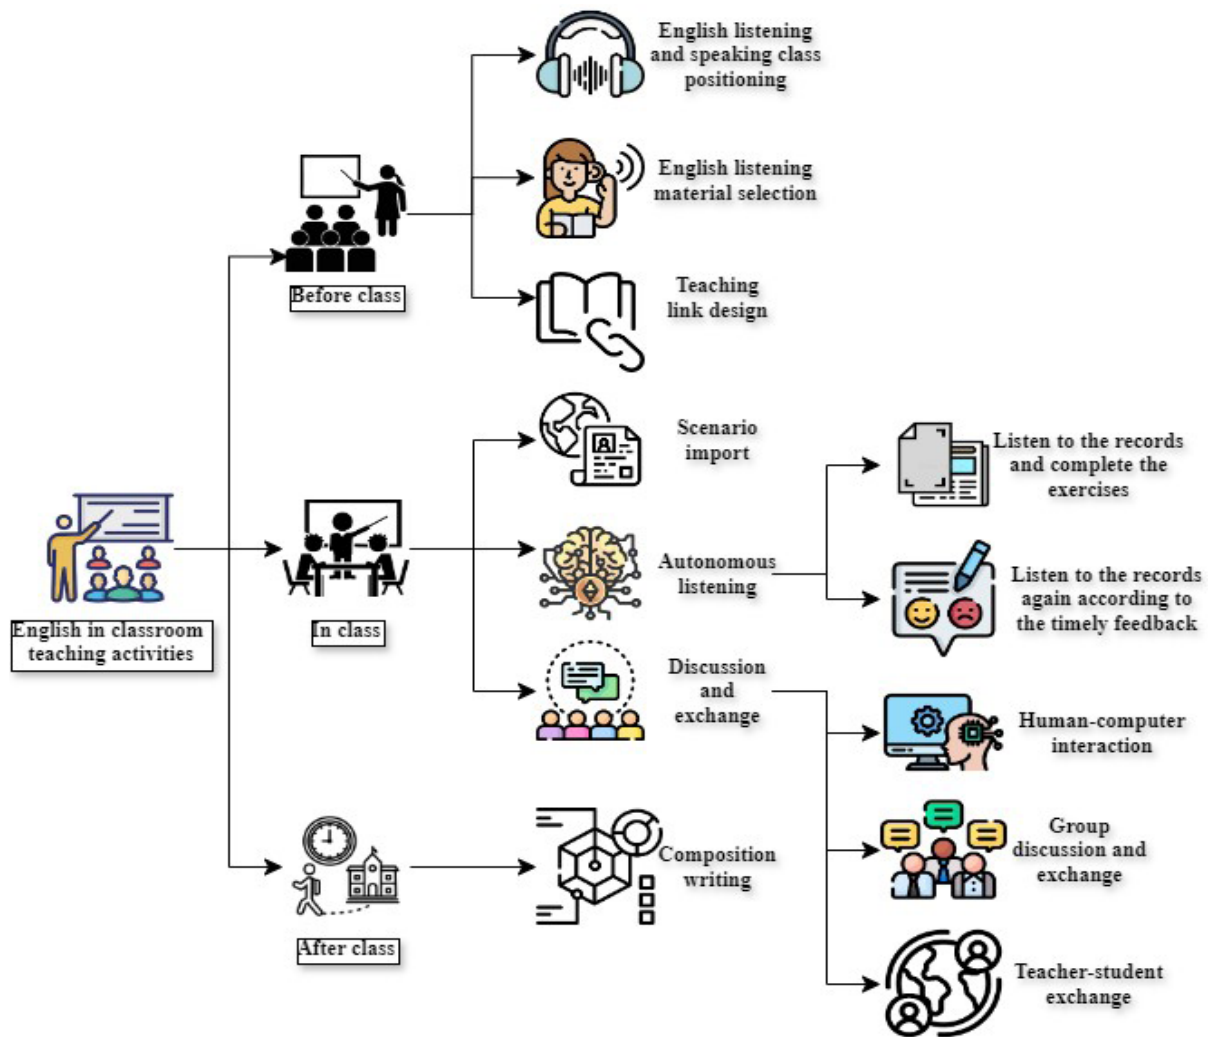 English listening
and speaking class
positioning
English listening
material selection
Before class
Teaching
link design
Scenario
import
Listen to the records
and complete the
exercises
Autonomous
listening
Listen to the records
again according to
the timely feedback
English in classroom
teaching activities
In class
Discussion
and
exchange
Human-computer
interaction
Group
discussion and
exchange
Composition
writing
After class
Teacher-student
exchange